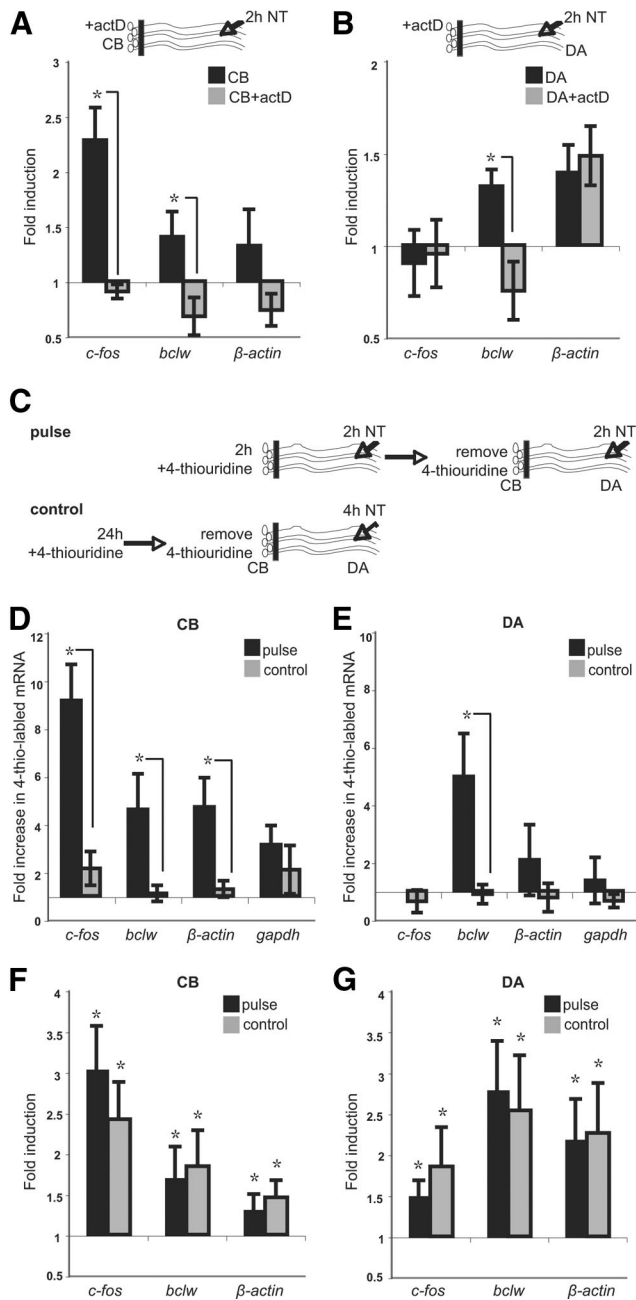 A
+actD
CB
2h NT
CB
CB+actD
Fold induction
3
2.5
2
1.5
1
0.5
*
*
c-fos
bclw
β-actin
B
+actD
2h NT
DA
DA
DA+actD
Fold induction
2
1.5
1
0.5
*
c-fos
bclw
β-actin
C
pulse
2h
+4-thiouridine
2h NT
remove
4-thiouridine
2h NT
CB
DA
control
24h
+4-thiouridine
remove
4-thiouridine
4h NT
CB
DA
D
CB
pulse
control
Fold increase in 4-thio-labled mRNA
12
10
8
6
4
2
0
*
*
*
c-fos
bclw
β-actin
gapdh
E
DA
pulse
control
Fold increase in 4-thio-labled mRNA
10
8
6
4
2
0
*
c-fos
bclw
β-actin
gapdh
F
CB
pulse
control
Fold induction
4
3.5
3
2.5
2
1.5
1
0.5
*
*
*
*
*
*
c-fos
bclw
β-actin
G
DA
pulse
control
Fold induction
4
3.5
3
2.5
2
1.5
1
0.5
*
*
*
*
*
*
c-fos
bclw
β-actin